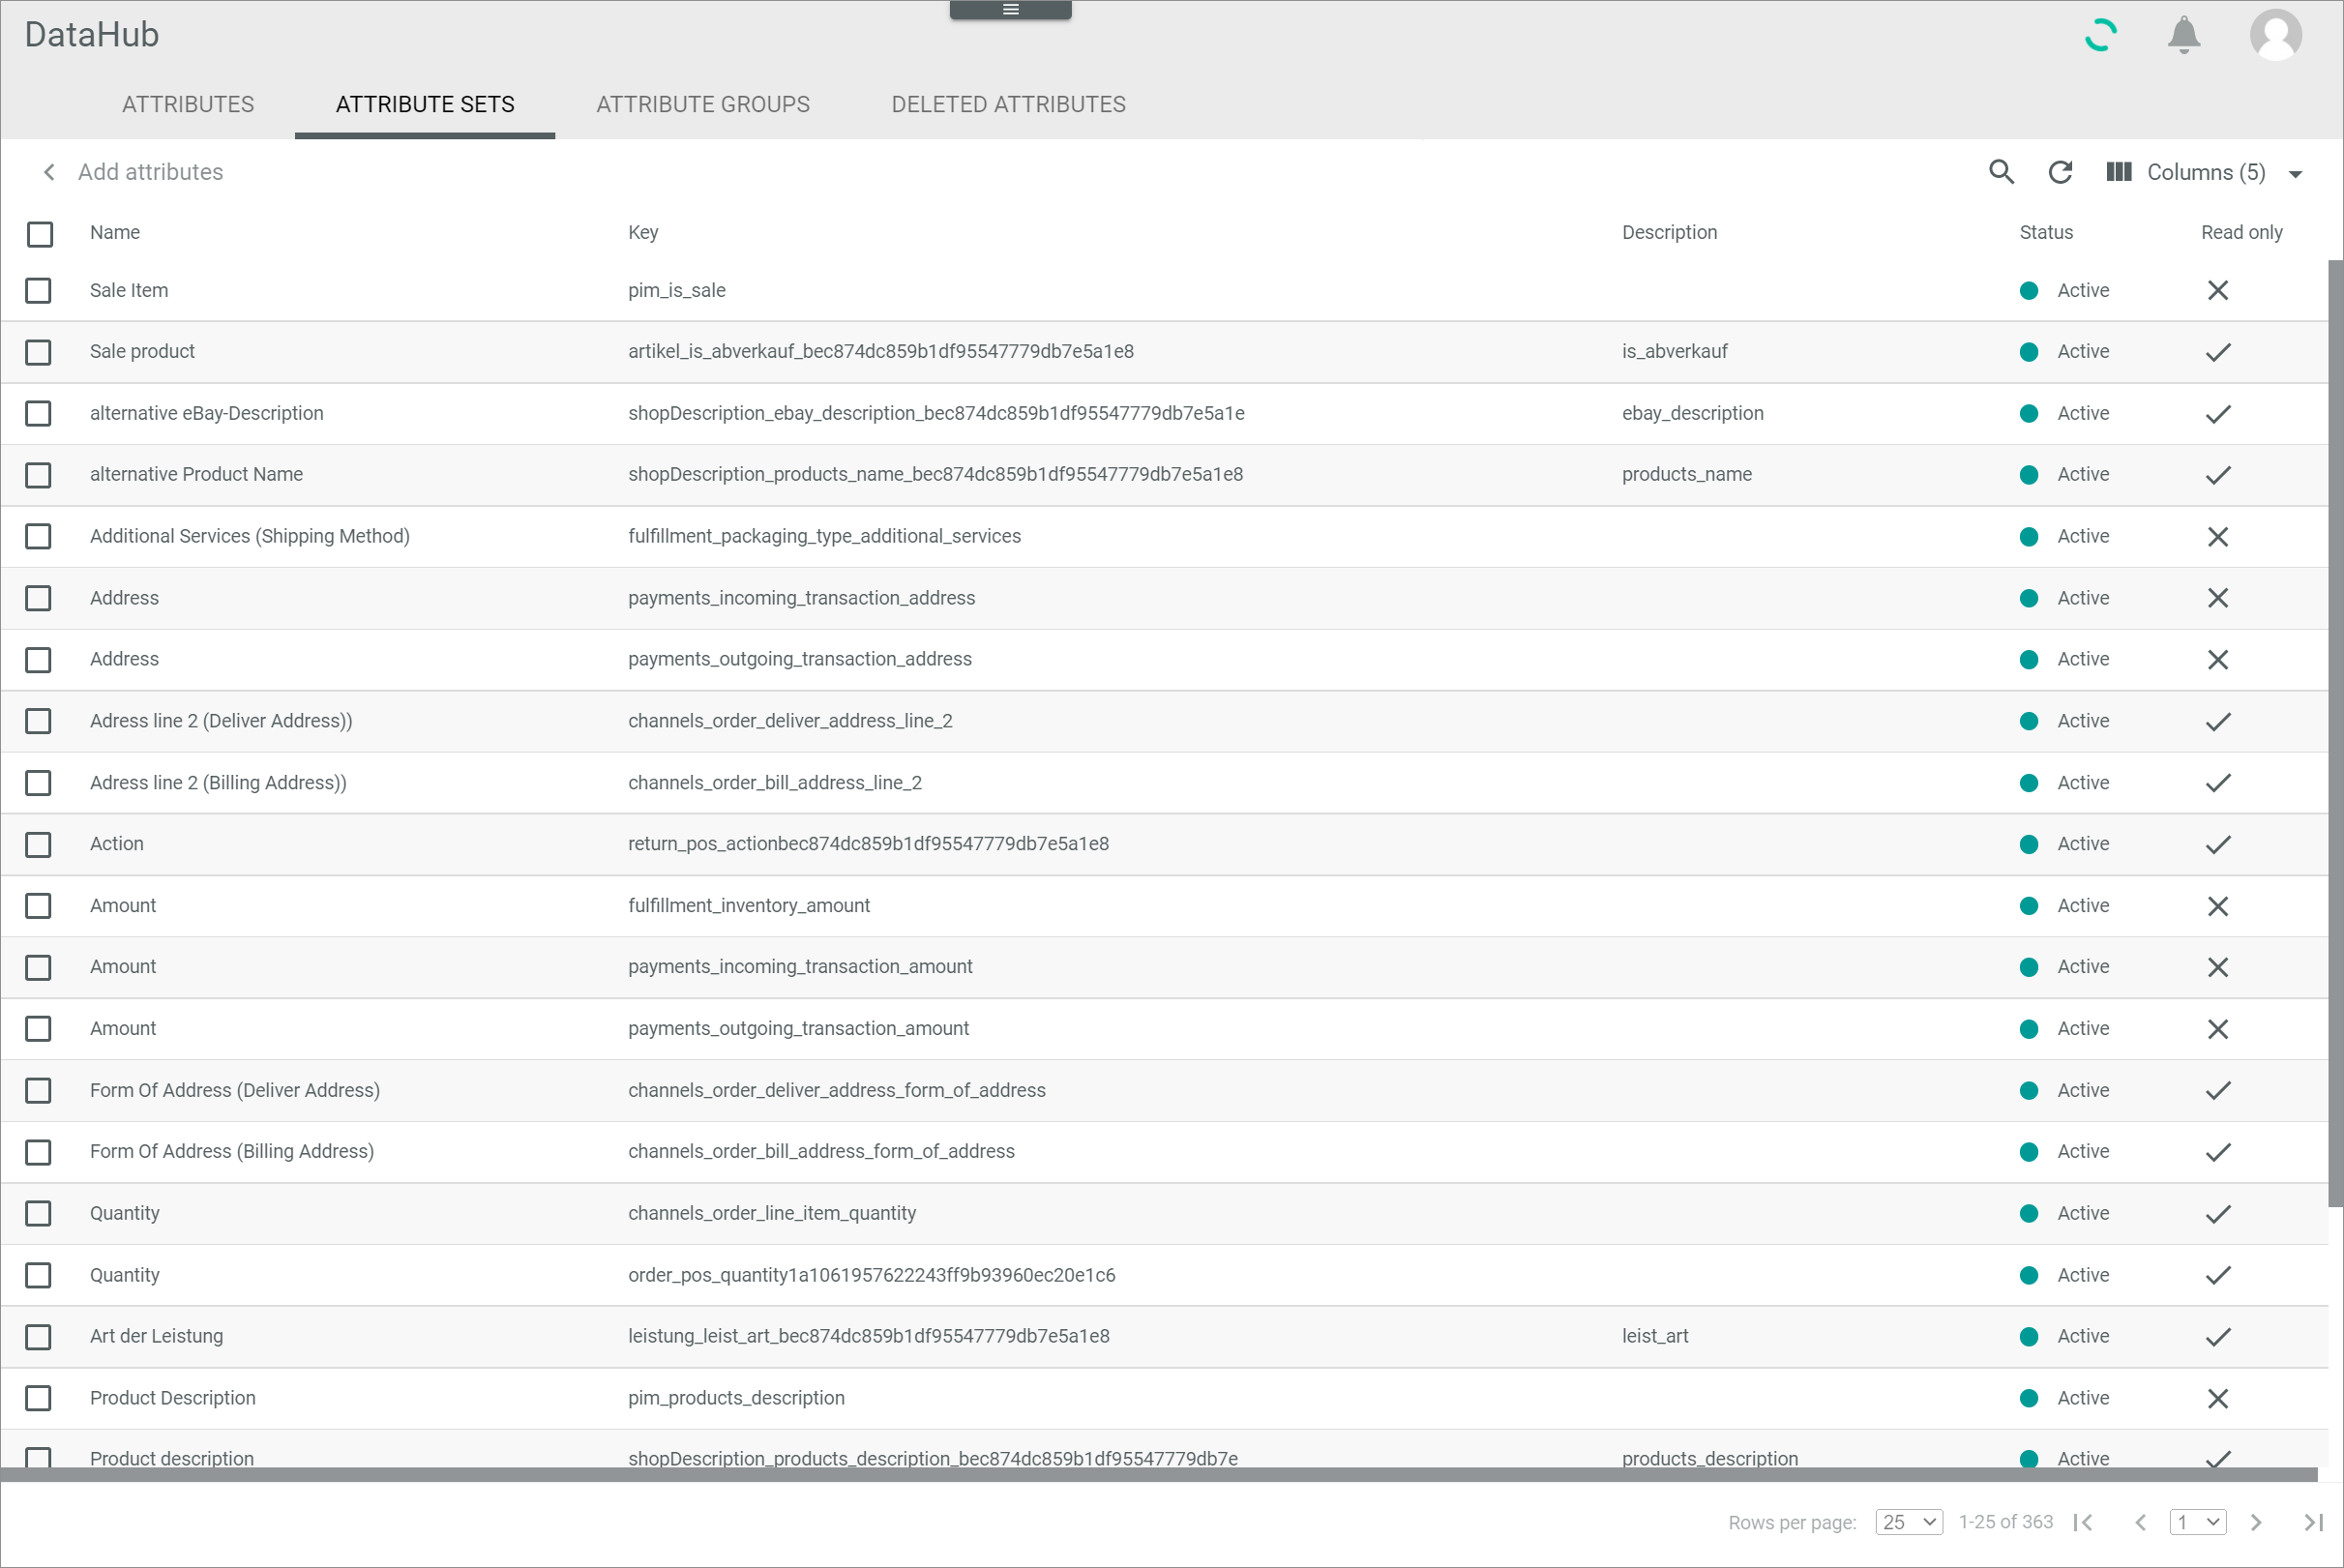 DataHub
ATTRIBUTES ATTRIBUTE SETS ATTRIBUTE GROUPS DELETED ATTRIBUTES
Add attributes Columns (5)
Name Key Description Status Read only
Sale Item pim_is_sale Active
Sale product artikel_is_abverkauf_bec874dc859b1df95547779db7e5a1e8 is_abverkauf Active
alternative eBay-Description shopDescription_ebay_description_bec874dc859b1df95547779db7e5a1e ebay_description Active
alternative Product Name shopDescription_products_name_bec874dc859b1df95547779db7e5a1e8 products_name Active
Additional Services (Shipping Method) fulfillment_packaging_type_additional_services Active
Address payments_incoming_transaction_address Active
Address payments_outgoing_transaction_address Active
Adress line 2 (Deliver Address)) channels_order_deliver_address_line_2 Active
Adress line 2 (Billing Address)) channels_order_bill_address_line_2 Active
Action return_pos_actionbec874dc859b1df95547779db7e5a1e8 Active
Amount fulfillment_inventory_amount Active
Amount payments_incoming_transaction_amount Active
Amount payments_outgoing_transaction_amount Active
Form Of Address (Deliver Address) channels_order_deliver_address_form_of_address Active
Form Of Address (Billing Address) channels_order_bill_address_form_of_address Active
Quantity channels_order_line_item_quantity Active
Quantity order_pos_quantity1a1061957622243ff9b93960ec20e1c6 Active
Art der Leistung leistung_leist_art_bec874dc859b1df95547779db7e5a1e8 leist_art Active
Product Description pim_products_description Active
Product description shopDescription_products_description_bec874dc859b1df95547779db7e products_description Active
Rows per page: 25 1-25 of 363 1